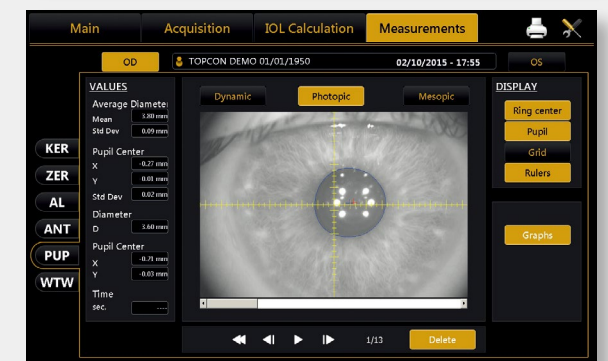 Main Acquisition IOL Calculation Measurements
OD TOPCON DEMO 01/01/1950 02/10/2015 - 17:55 OS
VALUES
Average Diamete
Mean 3.80 mm
Std Dev 0.09 mm
Pupil Center
X -0.27 mm
Y 0.01 mm
Std Dev 0.02 mm
Diameter
D 3.60 mm
Pupil Center
X -0.71 mm
Y -0.03 mm
Time
sec. ----
KER
ZER
AL
ANT
PUP
WTW
Dynamic Photopic Mesopic
1/13 Delete
DISPLAY
Ring center
Pupil
Grid
Rulers
Graphs